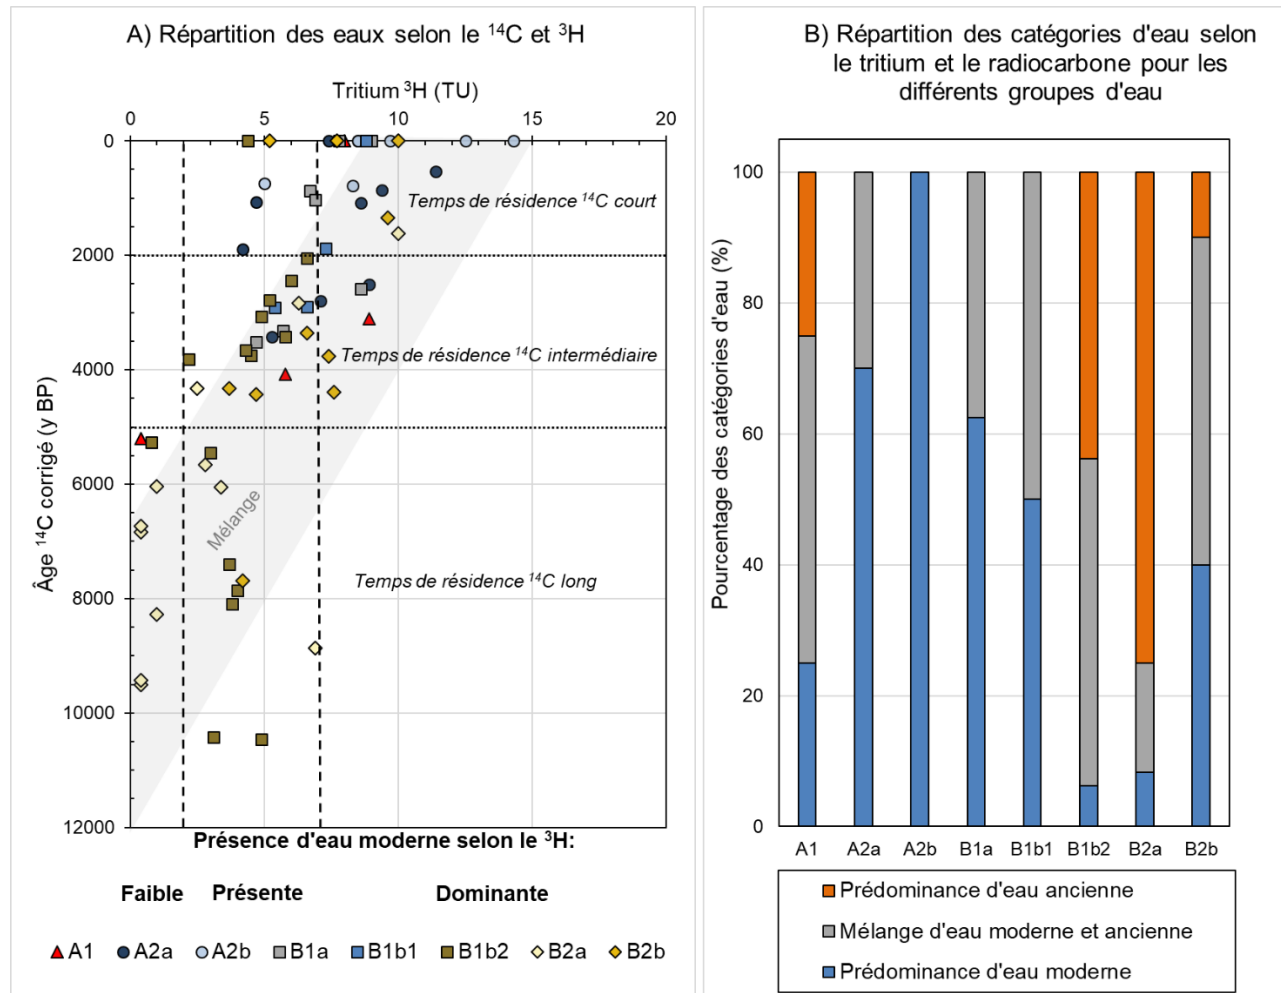 A) Répartition des eaux selon le ¹⁴C et ³H
Tritium ³H (TU)
0 5 10 15 20
0
2000
4000
6000
8000
10000
12000
Âge ¹⁴C corrigé (y BP)
Temps de résidence ¹⁴C court
Temps de résidence ¹⁴C intermédiaire
Mélange
Temps de résidence ¹⁴C long
Présence d'eau moderne selon le ³H:
Faible Présente Dominante
A1 A2a A2b B1a B1b1 B1b2 B2a B2b
B) Répartition des catégories d'eau selon
le tritium et le radiocarbone pour les
différents groupes d'eau
Pourcentage des catégories d'eau (%)
100
80
60
40
20
0
A1 A2a A2b B1a B1b1 B1b2 B2a B2b
Prédominance d'eau ancienne
Mélange d'eau moderne et ancienne
Prédominance d'eau moderne